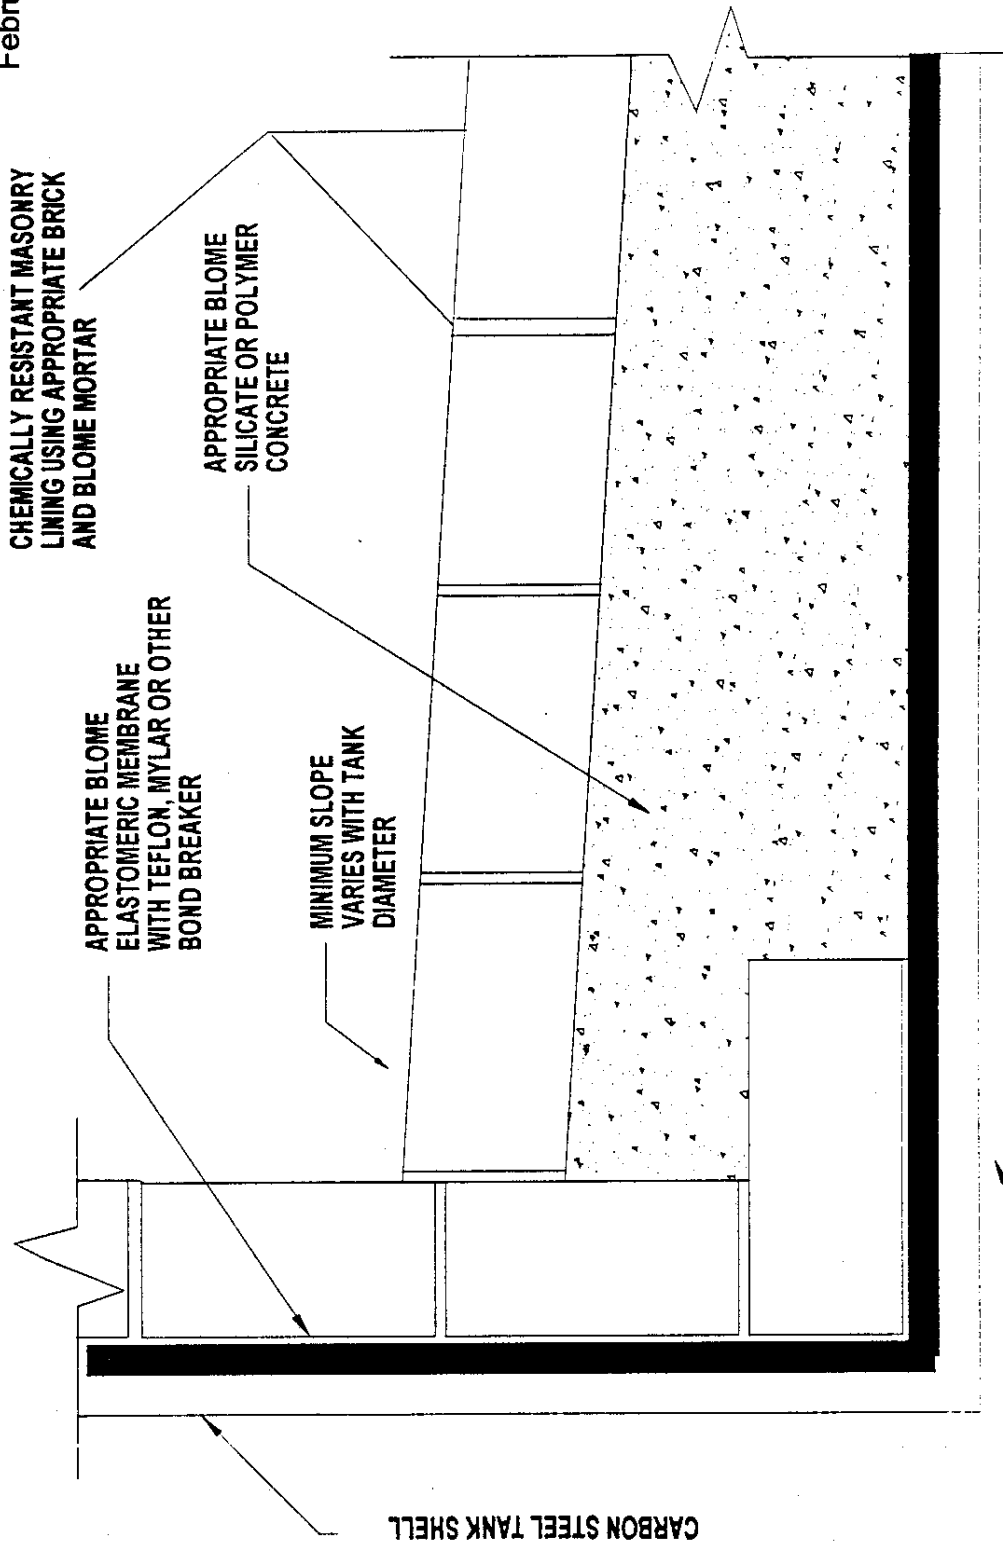 Febru
CHEMICALLY RESISTANT MASONRY
LINING USING APPROPRIATE BRICK
AND BLOME MORTAR
APPROPRIATE BLOME
SILICATE OR POLYMER
CONCRETE
APPROPRIATE BLOME
ELASTOMERIC MEMBRANE
WITH TEFLON, MYLAR OR OTHER
BOND BREAKER
MINIMUM SLOPE
VARIES WITH TANK
DIAMETER
CARBON STEEL TANK SHELL